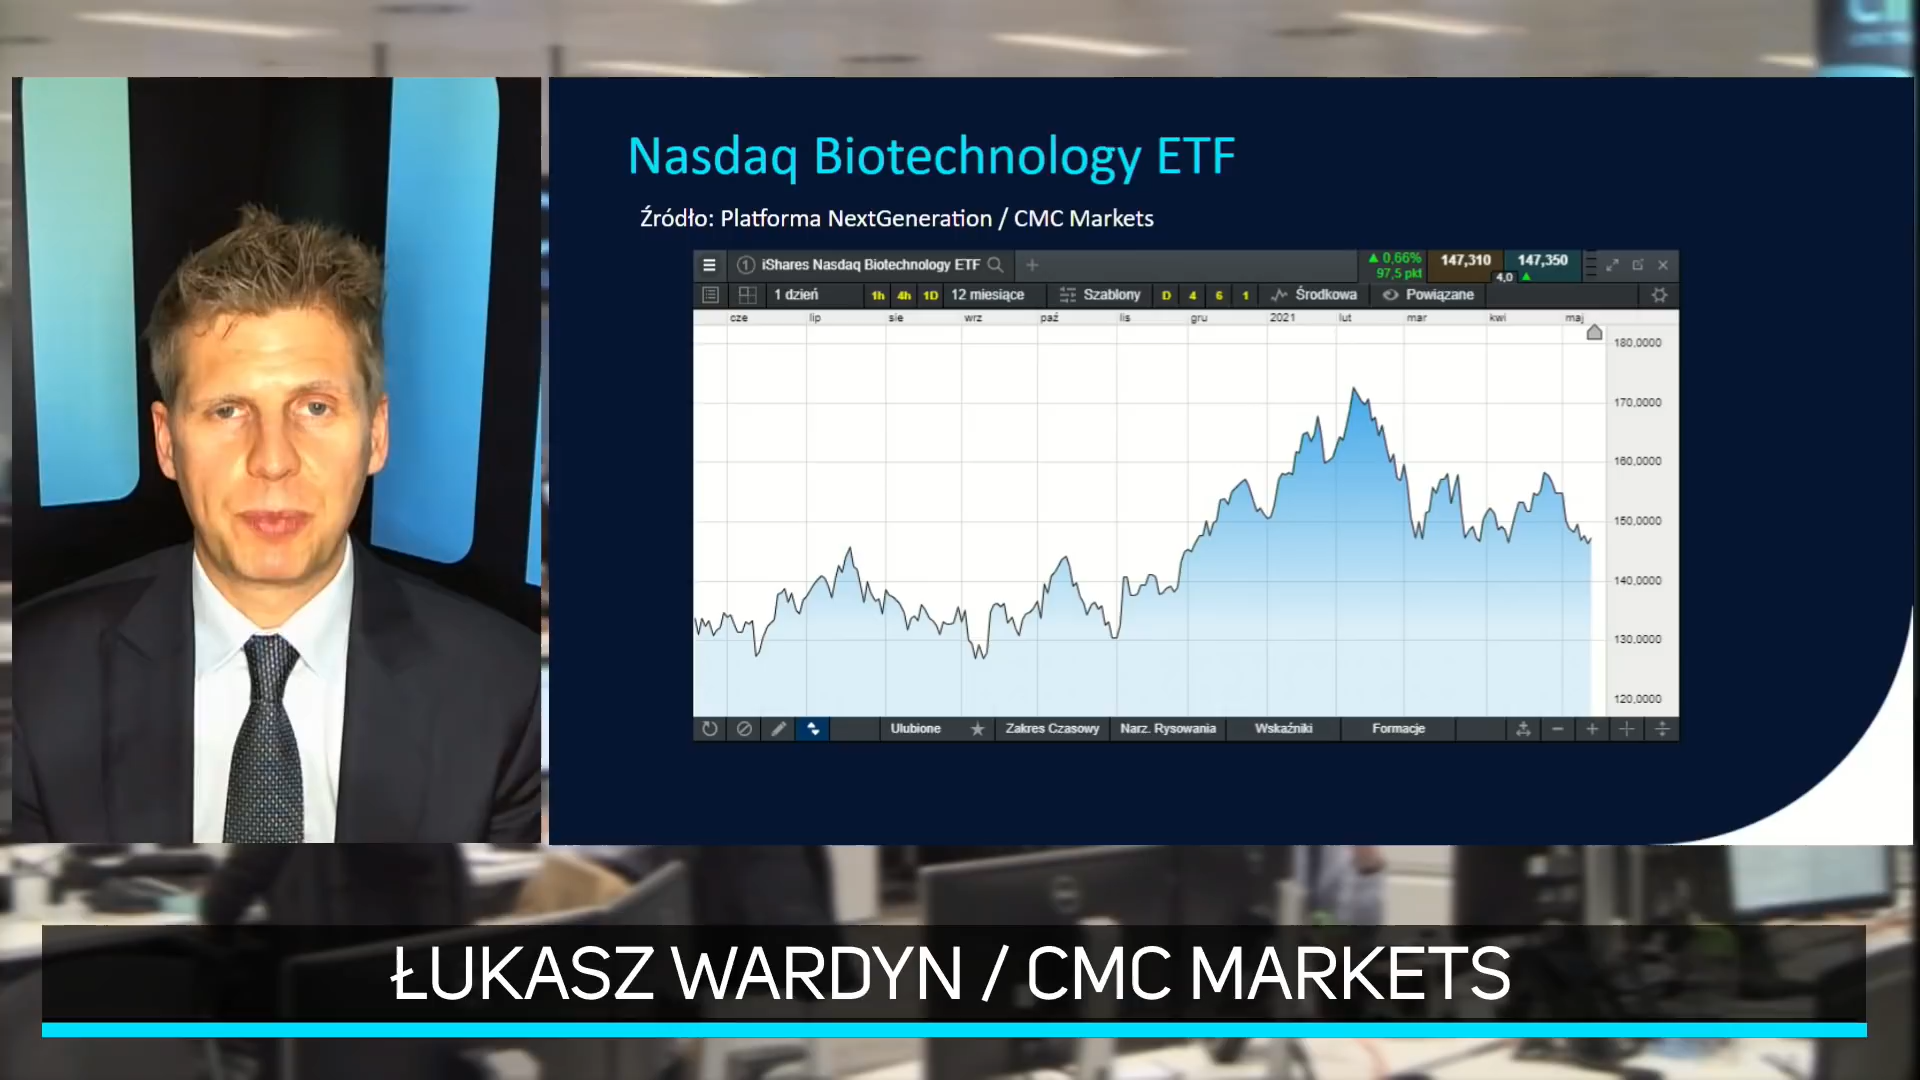 Nasdaq Biotechnology ETF
Źródło: Platforma NextGeneration / CMC Markets
1 iShares Nasdaq Biotechnology ETF 0,66% 147,310 147,350
97,5 pkt 4,0
1 dzień 1h 4h 1D 12 miesiące Szablony D 4 6 1 Środkowa Powiązane
cze lip sie wrz paź lis gru 2021 lut mar kwi maj
180,0000
170,0000
160,0000
150,0000
140,0000
130,0000
120,0000
Ulubione Zakres Czasowy Narz. Rysowania Wskaźniki Formacje
ŁUKASZ WARDYN / CMC MARKETS